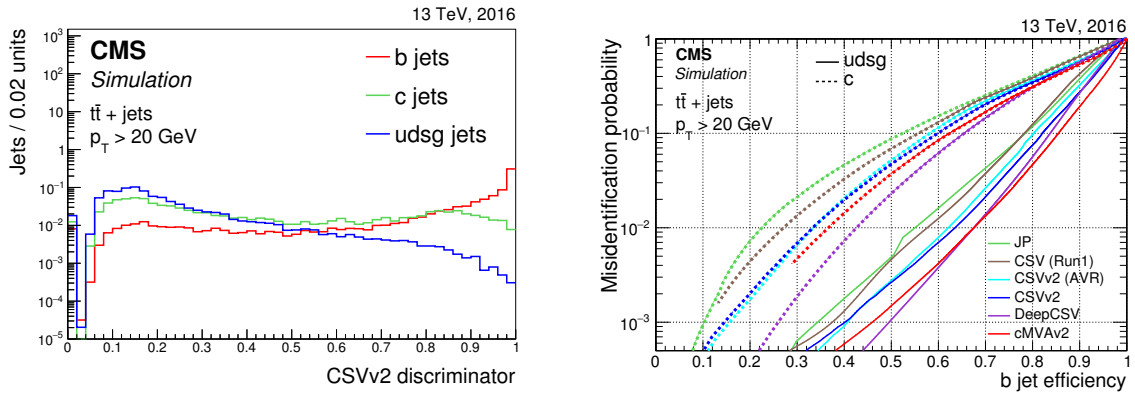 13 TeV, 2016
CMS
Simulation
tt̄ + jets
p_T > 20 GeV
b jets
c jets
udsg jets
Jets / 0.02 units
10³
10²
10
1
10⁻¹
10⁻²
10⁻³
10⁻⁴
10⁻⁵
0 0.1 0.2 0.3 0.4 0.5 0.6 0.7 0.8 0.9 1
CSVv2 discriminator
13 TeV, 2016
CMS
Simulation
tt̄ + jets
p_T > 20 GeV
udsg
c
Misidentification probability
1
10⁻¹
10⁻²
10⁻³
JP
CSV (Run1)
CSVv2 (AVR)
CSVv2
DeepCSV
cMVAv2
0 0.1 0.2 0.3 0.4 0.5 0.6 0.7 0.8 0.9 1
b jet efficiency